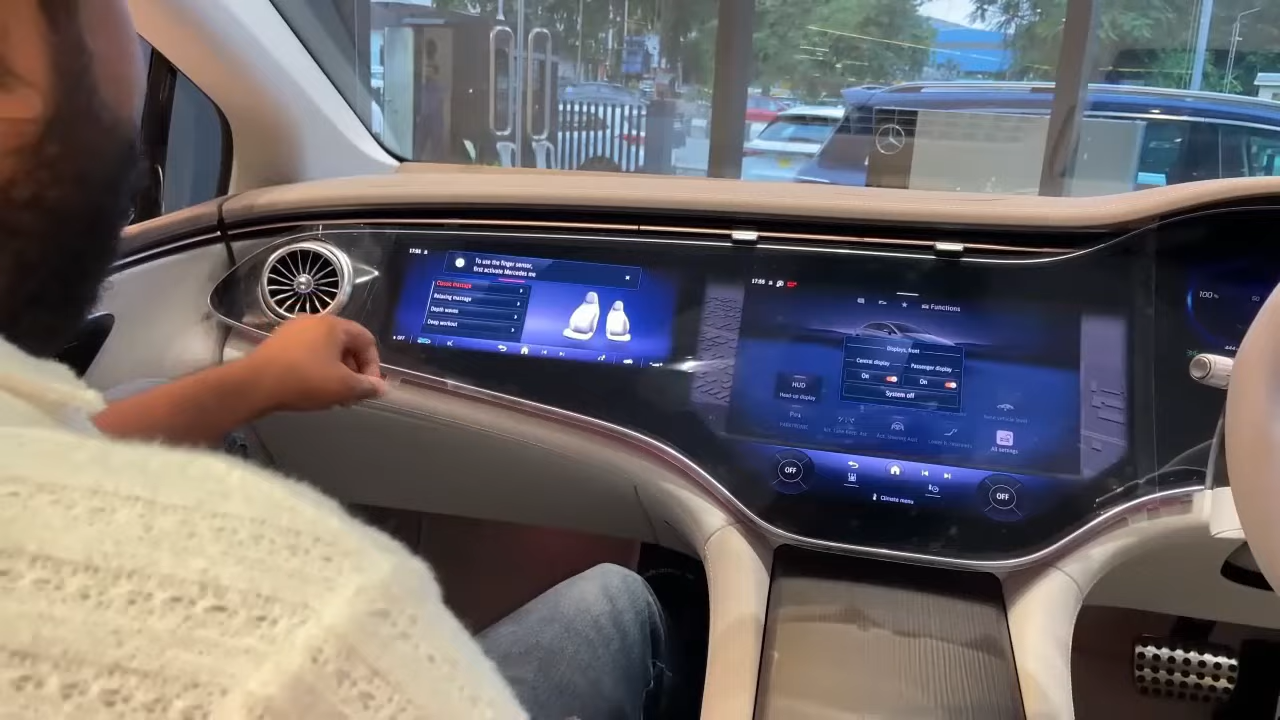 17:55
To use the finger sensor,
first activate Mercedes me
Classic massage
Relaxing massage
Depth waves
Deep workout
OFF
17:55
Functions
Displays, front
Central display
Passenger display
On
On
System off
HUD
Head-up display
All settings
OFF
OFF
Climate menu
100 %